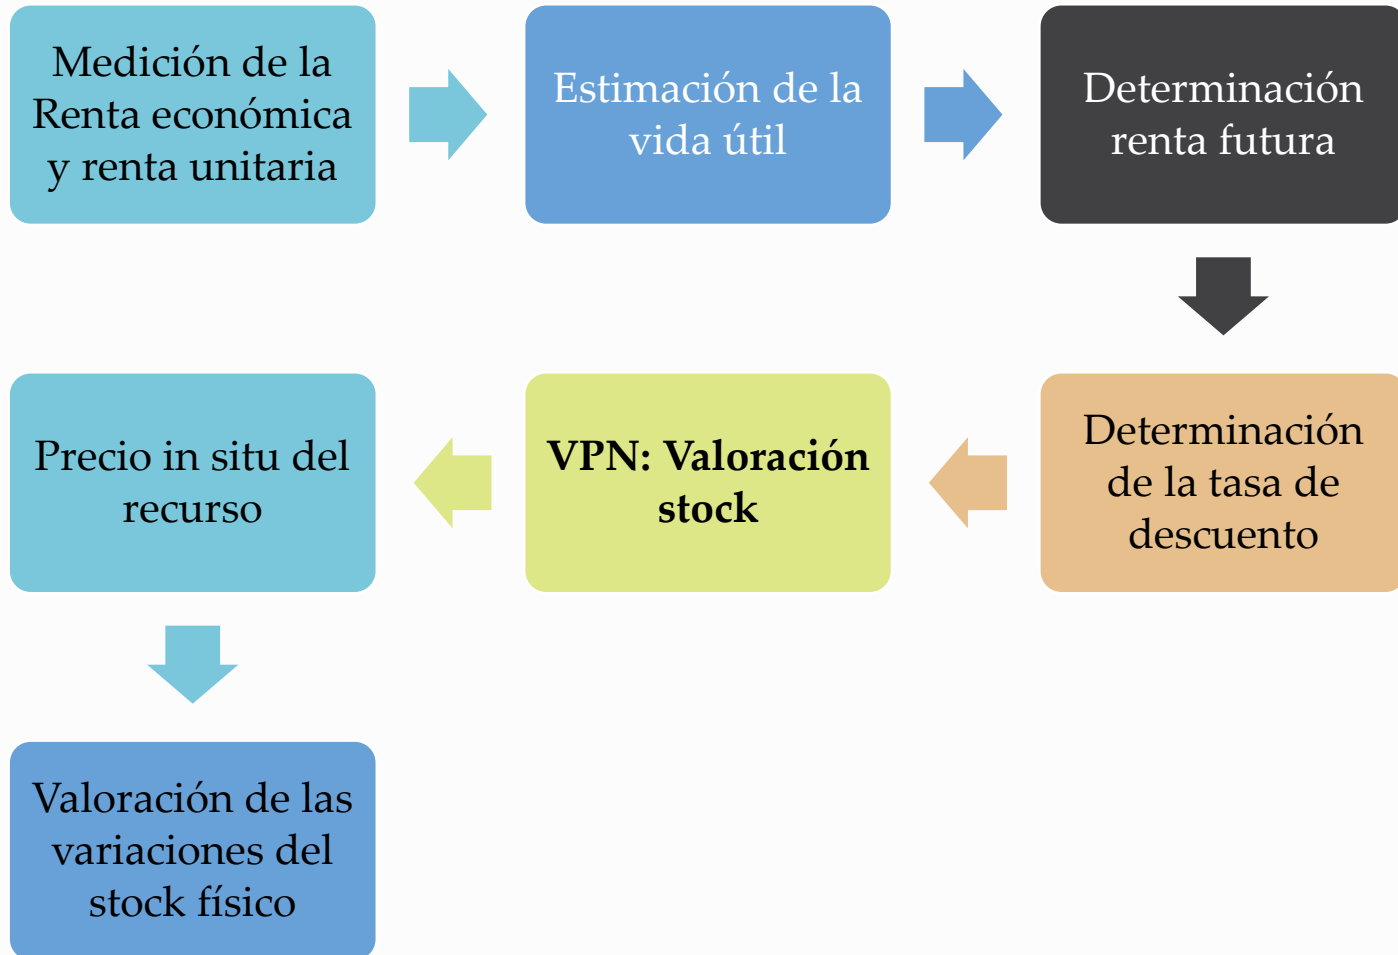 Medición de la
Renta económica
y renta unitaria
Estimación de la
vida útil
Determinación
renta futura
Determinación
de la tasa de
descuento
VPN: Valoración
stock
Precio in situ del
recurso
Valoración de las
variaciones del
stock físico